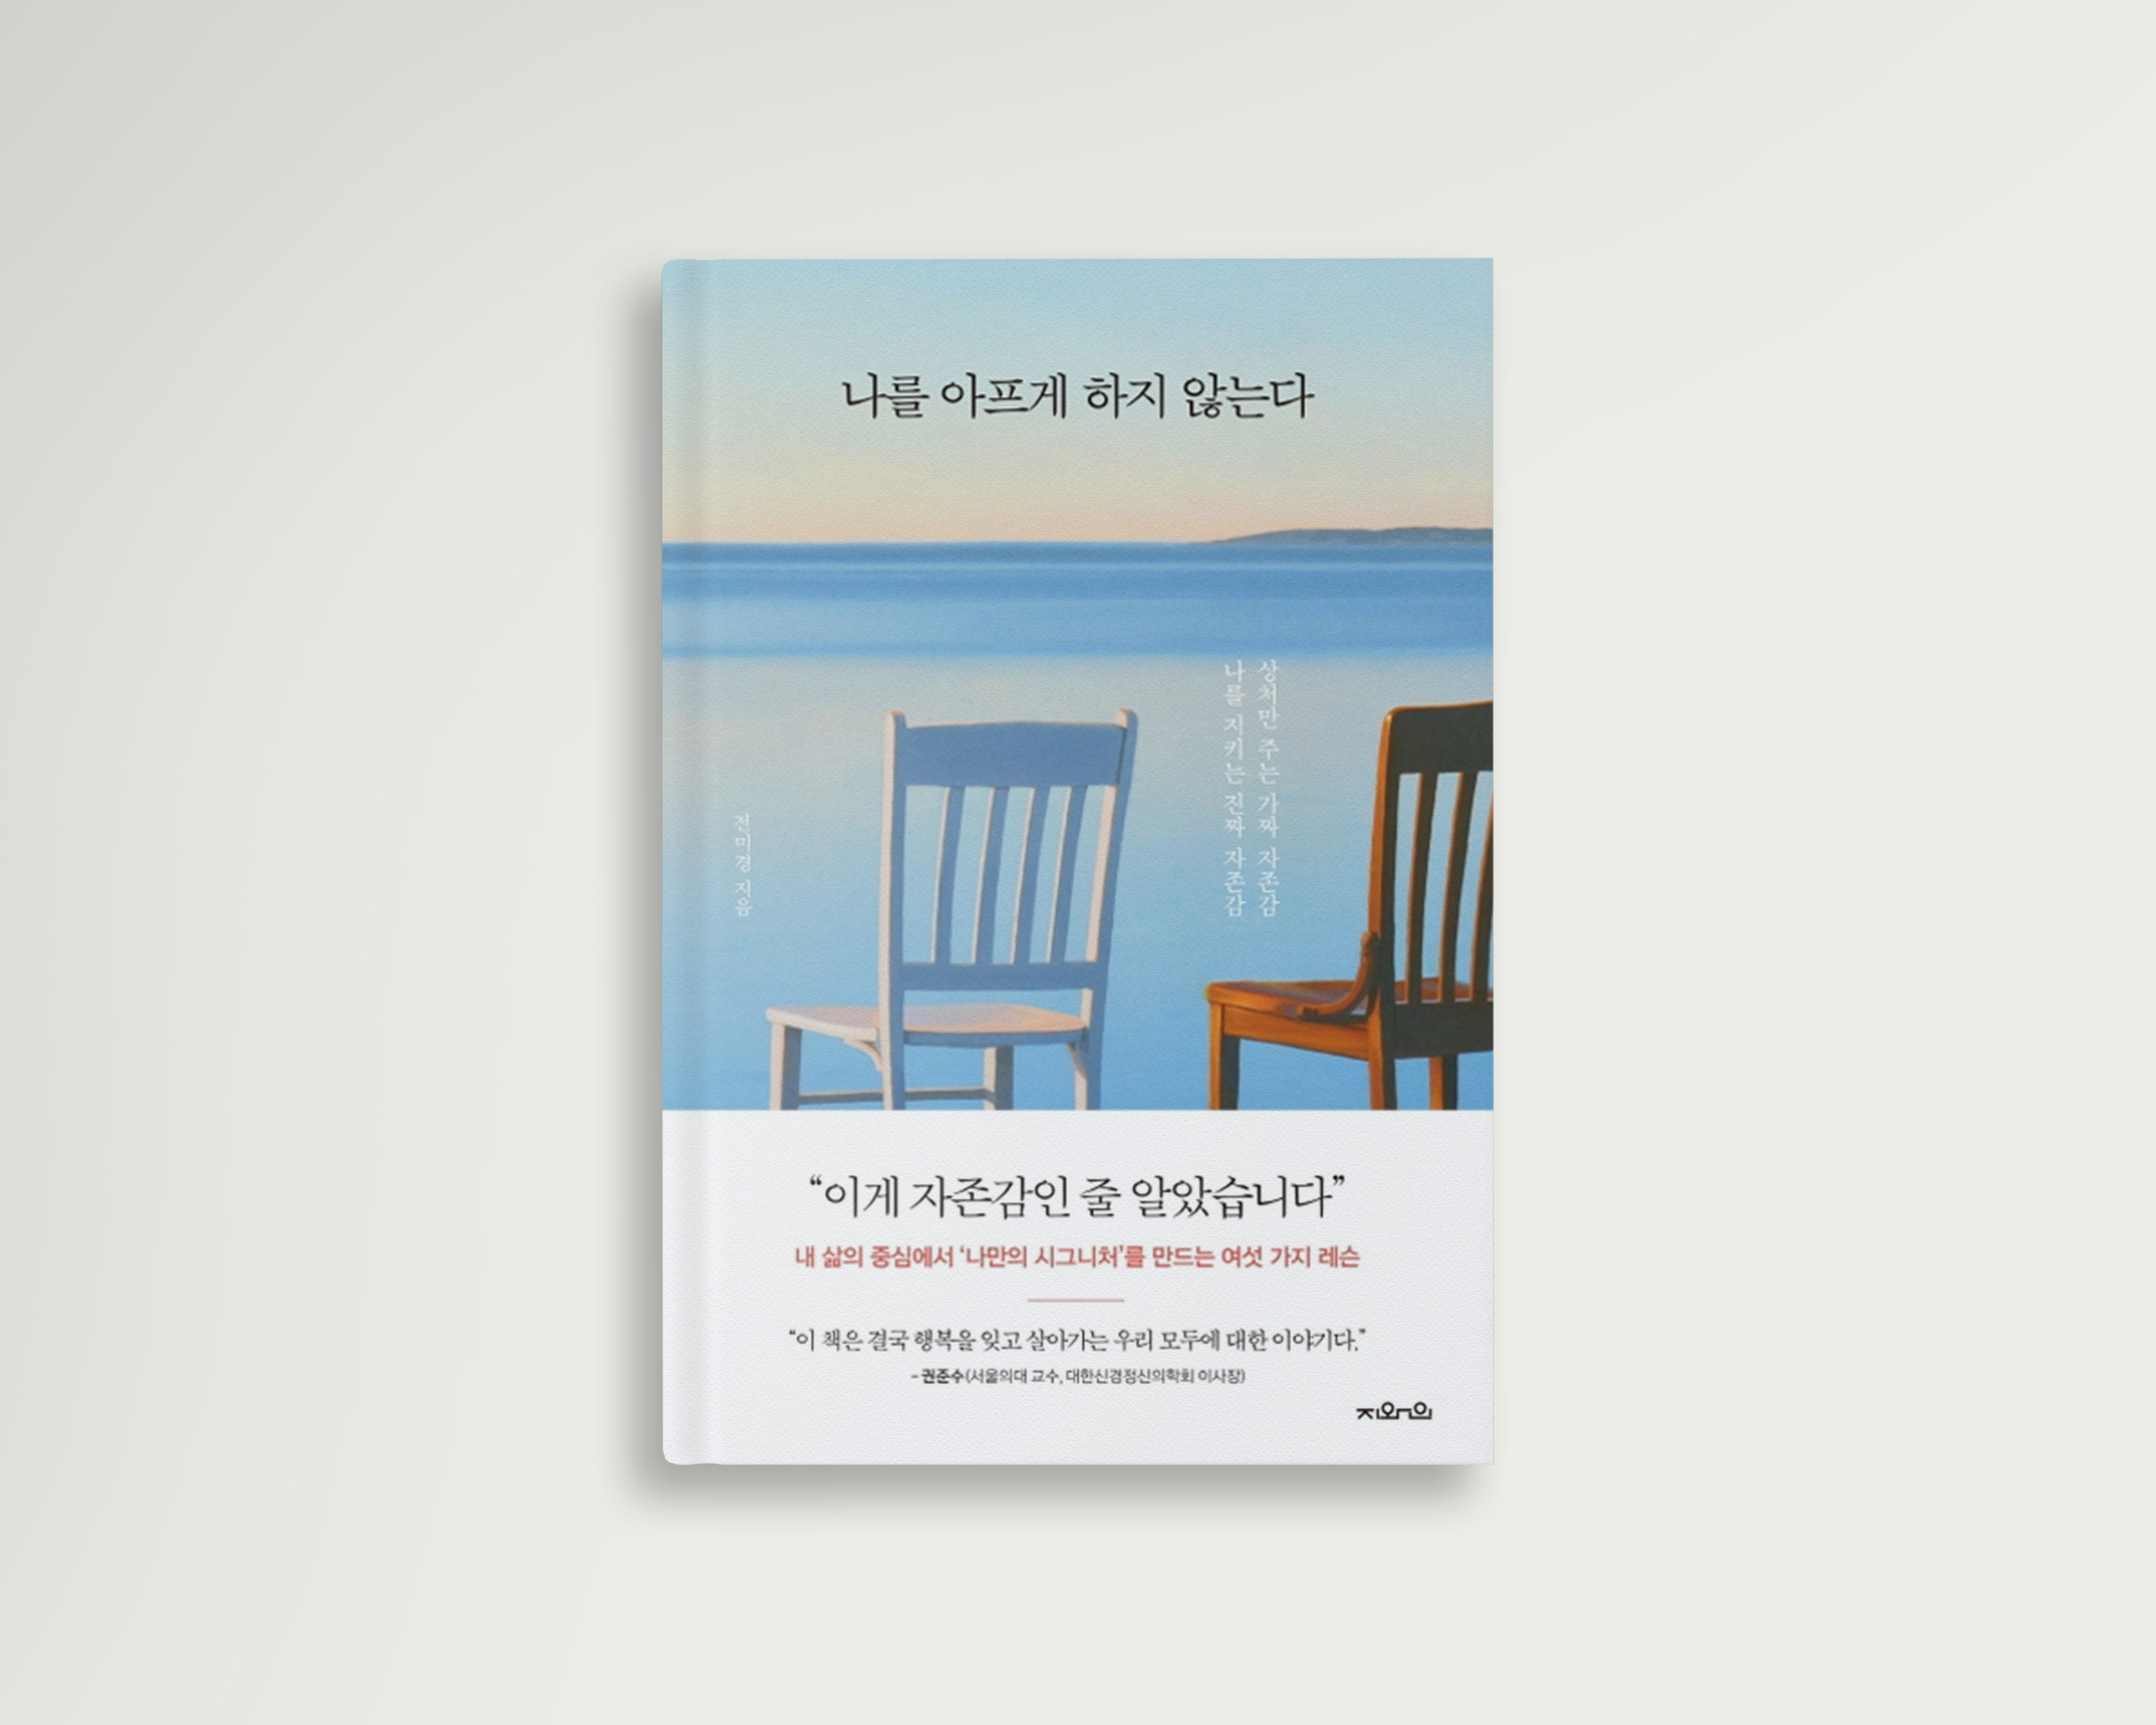 나를 아프게 하지 않는다
상처만 주는 가짜 자존감
나를 지키는 진짜 자존감
전미경 지음
“이게 자존감인 줄 알았습니다”
내 삶의 중심에서 ‘나만의 시그니처’를 만드는 여섯 가지 레슨
“이 책은 결국 행복을 잊고 살아가는 우리 모두에 대한 이야기다.”
– 권준수(서울의대 교수, 대한신경정신의학회 이사장)
지와인